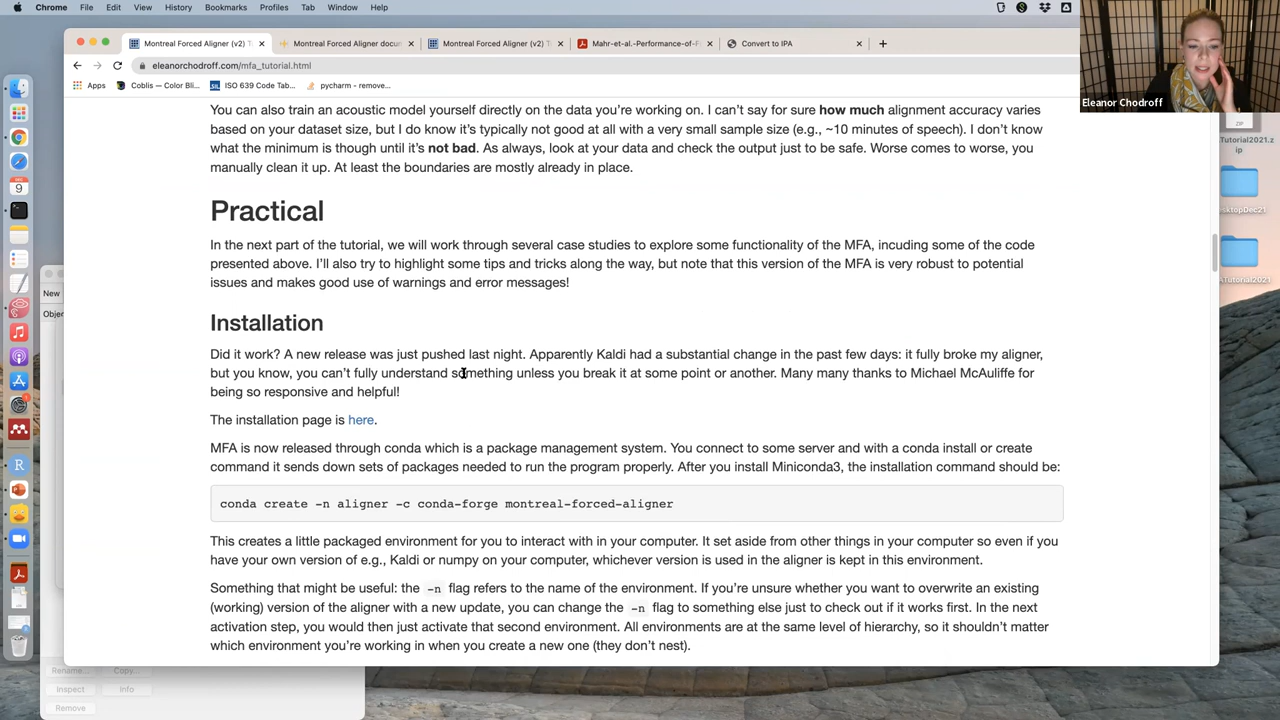 Chrome File Edit View History Bookmarks Profiles Tab Window Help
Montreal Forced Aligner (v2) T
Montreal Forced Aligner docum
Montreal Forced Aligner (v2) T
Mahr-et-al.-Performance-of-F
Convert to IPA
eleanorchodroff.com/mfa_tutorial.html
Apps Coblis — Color Bli... ISO 639 Code Tab... pycharm - remove...
Eleanor Chodroff
You can also train an acoustic model yourself directly on the data you're working on. I can't say for sure how much alignment accuracy varies
based on your dataset size, but I do know it's typically not good at all with a very small sample size (e.g., ~10 minutes of speech). I don't know
what the minimum is though until it's not bad. As always, look at your data and check the output just to be safe. Worse comes to worse, you
manually clean it up. At least the boundaries are mostly already in place.
Practical
In the next part of the tutorial, we will work through several case studies to explore some functionality of the MFA, incuding some of the code
presented above. I'll also try to highlight some tips and tricks along the way, but note that this version of the MFA is very robust to potential
issues and makes good use of warnings and error messages!
Installation
Did it work? A new release was just pushed last night. Apparently Kaldi had a substantial change in the past few days: it fully broke my aligner,
but you know, you can't fully understand something unless you break it at some point or another. Many many thanks to Michael McAuliffe for
being so responsive and helpful!
The installation page is here.
MFA is now released through conda which is a package management system. You connect to some server and with a conda install or create
command it sends down sets of packages needed to run the program properly. After you install Miniconda3, the installation command should be:
conda create -n aligner -c conda-forge montreal-forced-aligner
This creates a little packaged environment for you to interact with in your computer. It set aside from other things in your computer so even if you
have your own version of e.g., Kaldi or numpy on your computer, whichever version is used in the aligner is kept in this environment.
Something that might be useful: the -n flag refers to the name of the environment. If you're unsure whether you want to overwrite an existing
(working) version of the aligner with a new update, you can change the -n flag to something else just to check out if it works first. In the next
activation step, you would then just activate that second environment. All environments are at the same level of hierarchy, so it shouldn't matter
which environment you're working in when you create a new one (they don't nest).
DEC
9
New
Obje
Rename... Copy...
Inspect Info
Remove
ZIP
Tutorial2021.z
ip
esktopDec21
ATutorial2021